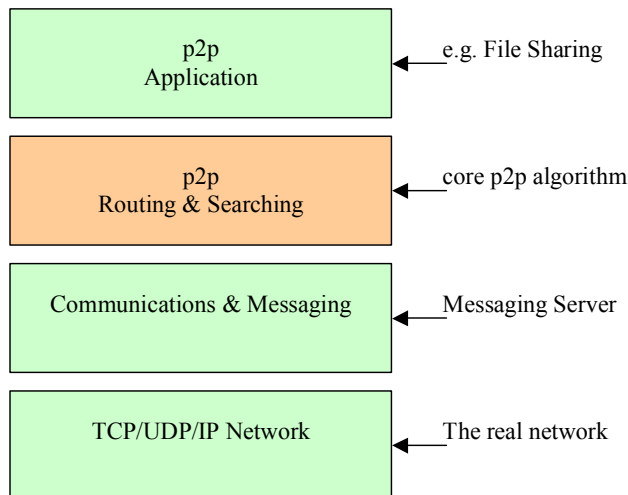 p2p
Application
e.g. File Sharing
p2p
Routing & Searching
core p2p algorithm
Communications & Messaging
Messaging Server
TCP/UDP/IP Network
The real network